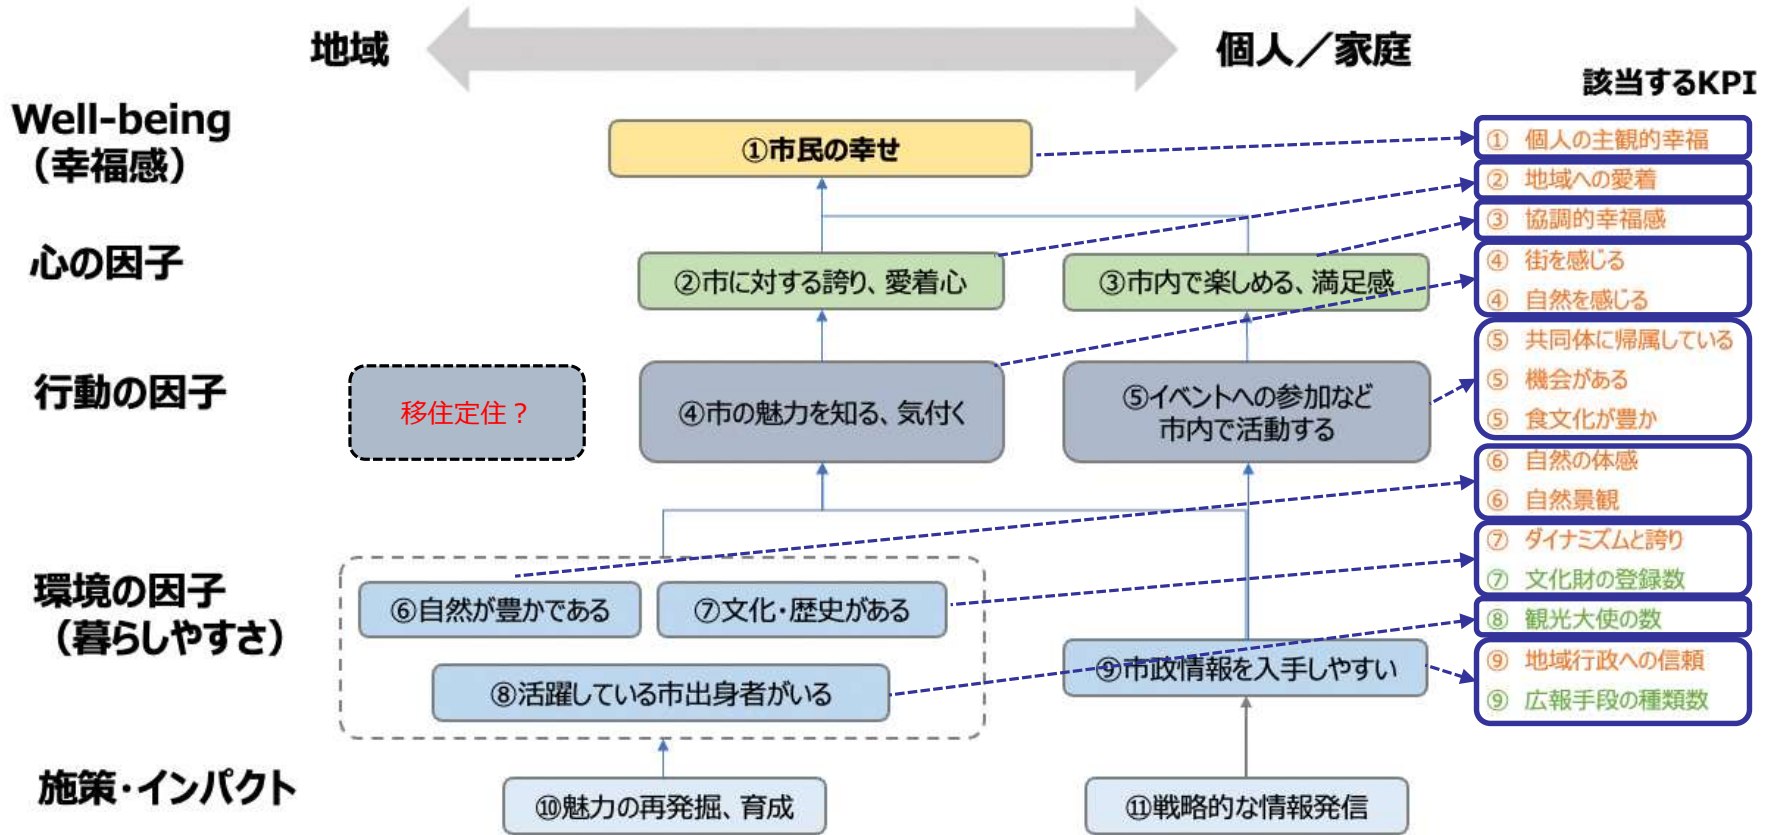 地域
個人／家庭
該当するKPI
Well-being
（幸福感）
①市民の幸せ
① 個人の主観的幸福
② 地域への愛着
③ 協調的幸福感
心の因子
②市に対する誇り、愛着心
③市内で楽しめる、満足感
④ 街を感じる
④ 自然を感じる
行動の因子
移住定住？
④市の魅力を知る、気付く
⑤イベントへの参加など
市内で活動する
⑤ 共同体に帰属している
⑤ 機会がある
⑤ 食文化が豊か
⑥ 自然の体感
⑥ 自然景観
環境の因子
（暮らしやすさ）
⑥自然が豊かである
⑦文化・歴史がある
⑧活躍している市出身者がいる
⑨市政情報を入手しやすい
⑦ ダイナミズムと誇り
⑦ 文化財の登録数
⑧ 観光大使の数
⑨ 地域行政への信頼
⑨ 広報手段の種類数
施策・インパクト
⑩魅力の再発掘、育成
⑪戦略的な情報発信